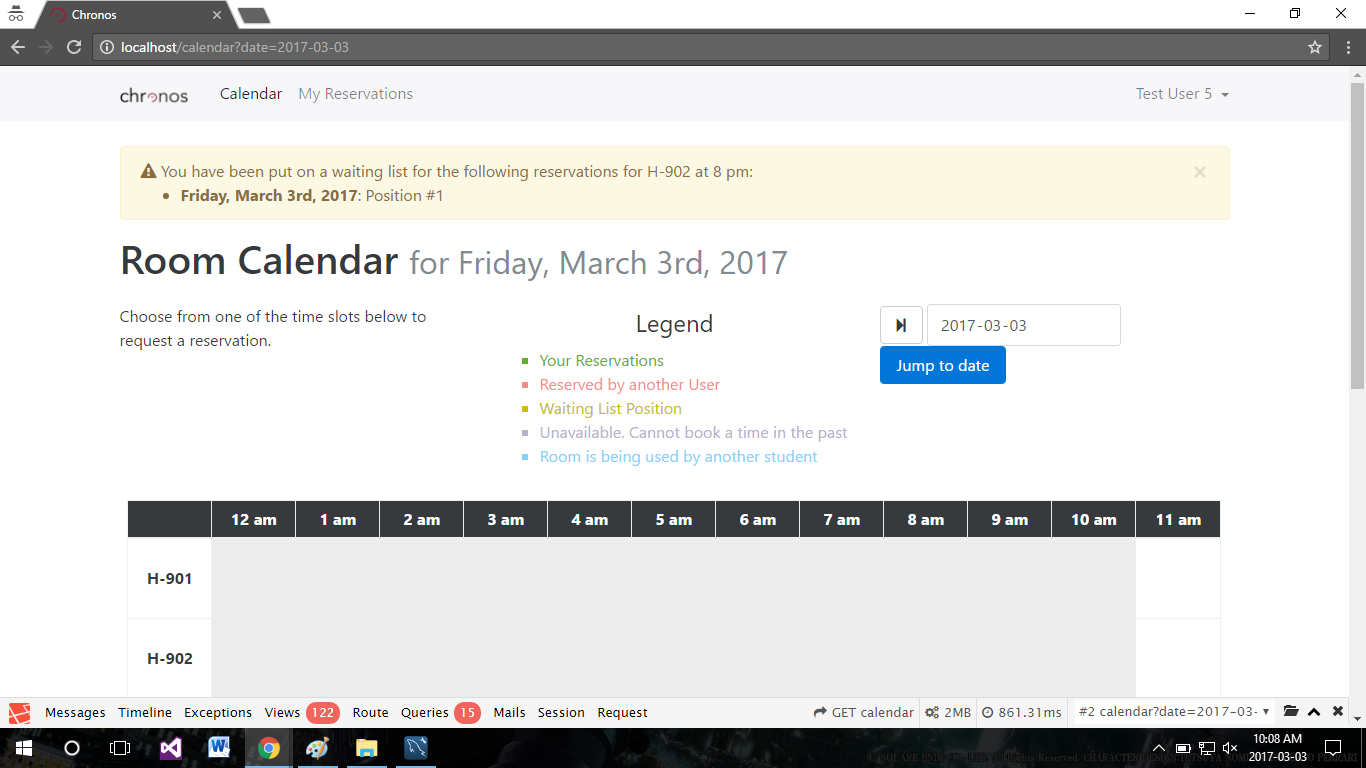 Chronos
localhost/calendar?date=2017-03-03
chronos Calendar My Reservations Test User 5
You have been put on a waiting list for the following reservations for H-902 at 8 pm: ×
• Friday, March 3rd, 2017: Position #1
Room Calendar for Friday, March 3rd, 2017
Choose from one of the time slots below to
request a reservation.
Legend
Your Reservations
Reserved by another User
Waiting List Position
Unavailable. Cannot book a time in the past
Room is being used by another student
2017-03-03
Jump to date
12 am 1 am 2 am 3 am 4 am 5 am 6 am 7 am 8 am 9 am 10 am 11 am
H-901
H-902
Messages Timeline Exceptions Views 122 Route Queries 15 Mails Session Request GET calendar 2MB 861.31ms #2 calendar?date=2017-03-
10:08 AM
2017-03-03